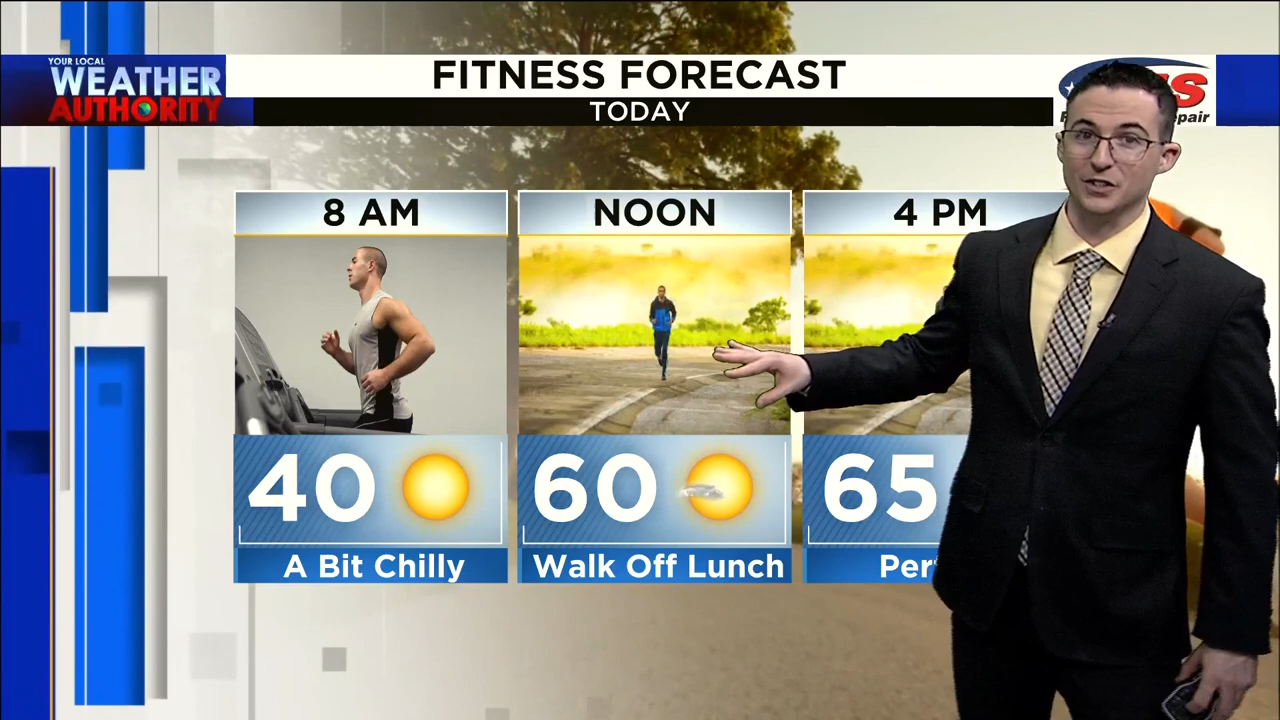 YOUR LOCAL
WEATHER
AUTHORITY
FITNESS FORECAST
TODAY
8 AM
NOON
4 PM
40
60
65
A Bit Chilly
Walk Off Lunch